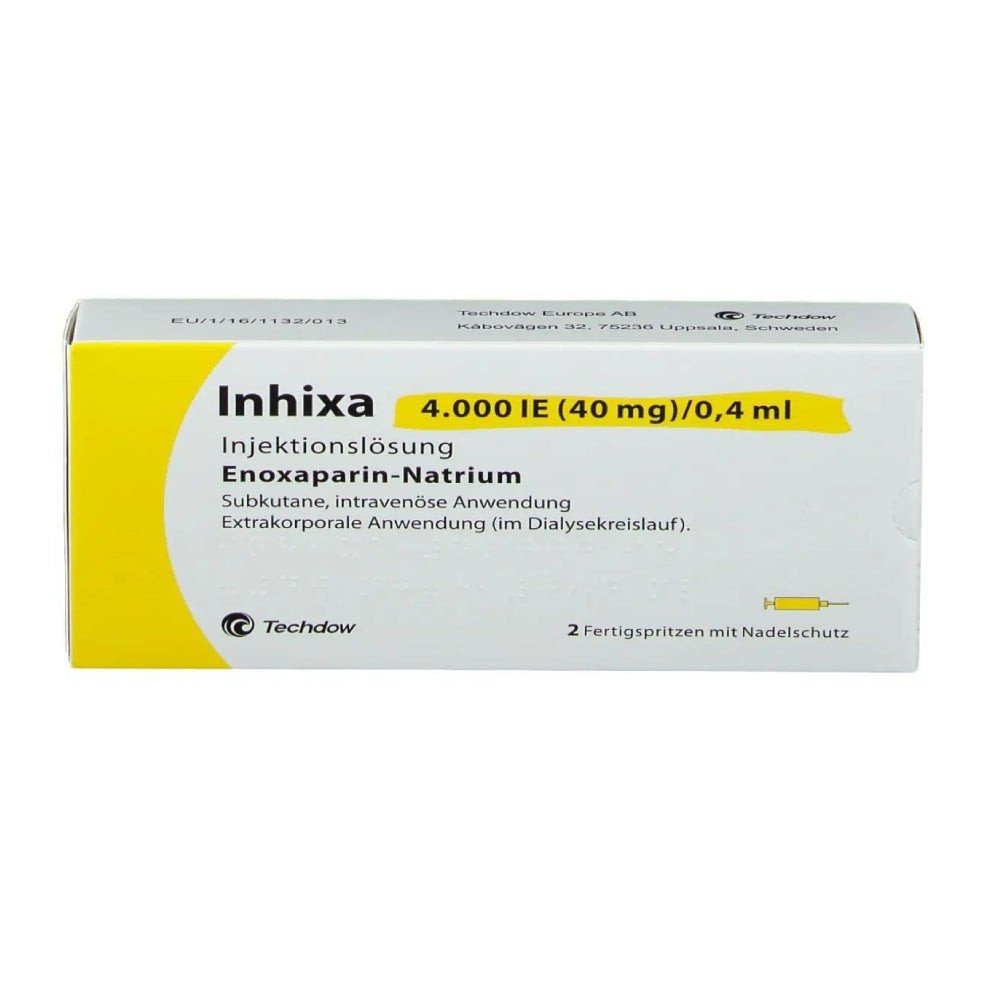 EU/1/16/1132/013
Techdow Europe AB
Kåbovägen 32, 75236 Uppsala, Schweden
Techdow
Inhixa 4.000 IE (40 mg)/0,4 ml
Injektionslösung
Enoxaparin-Natrium
Subkutane, intravenöse Anwendung
Extrakorporale Anwendung (im Dialysekreislauf).
Techdow
2 Fertigspritzen mit Nadelschutz